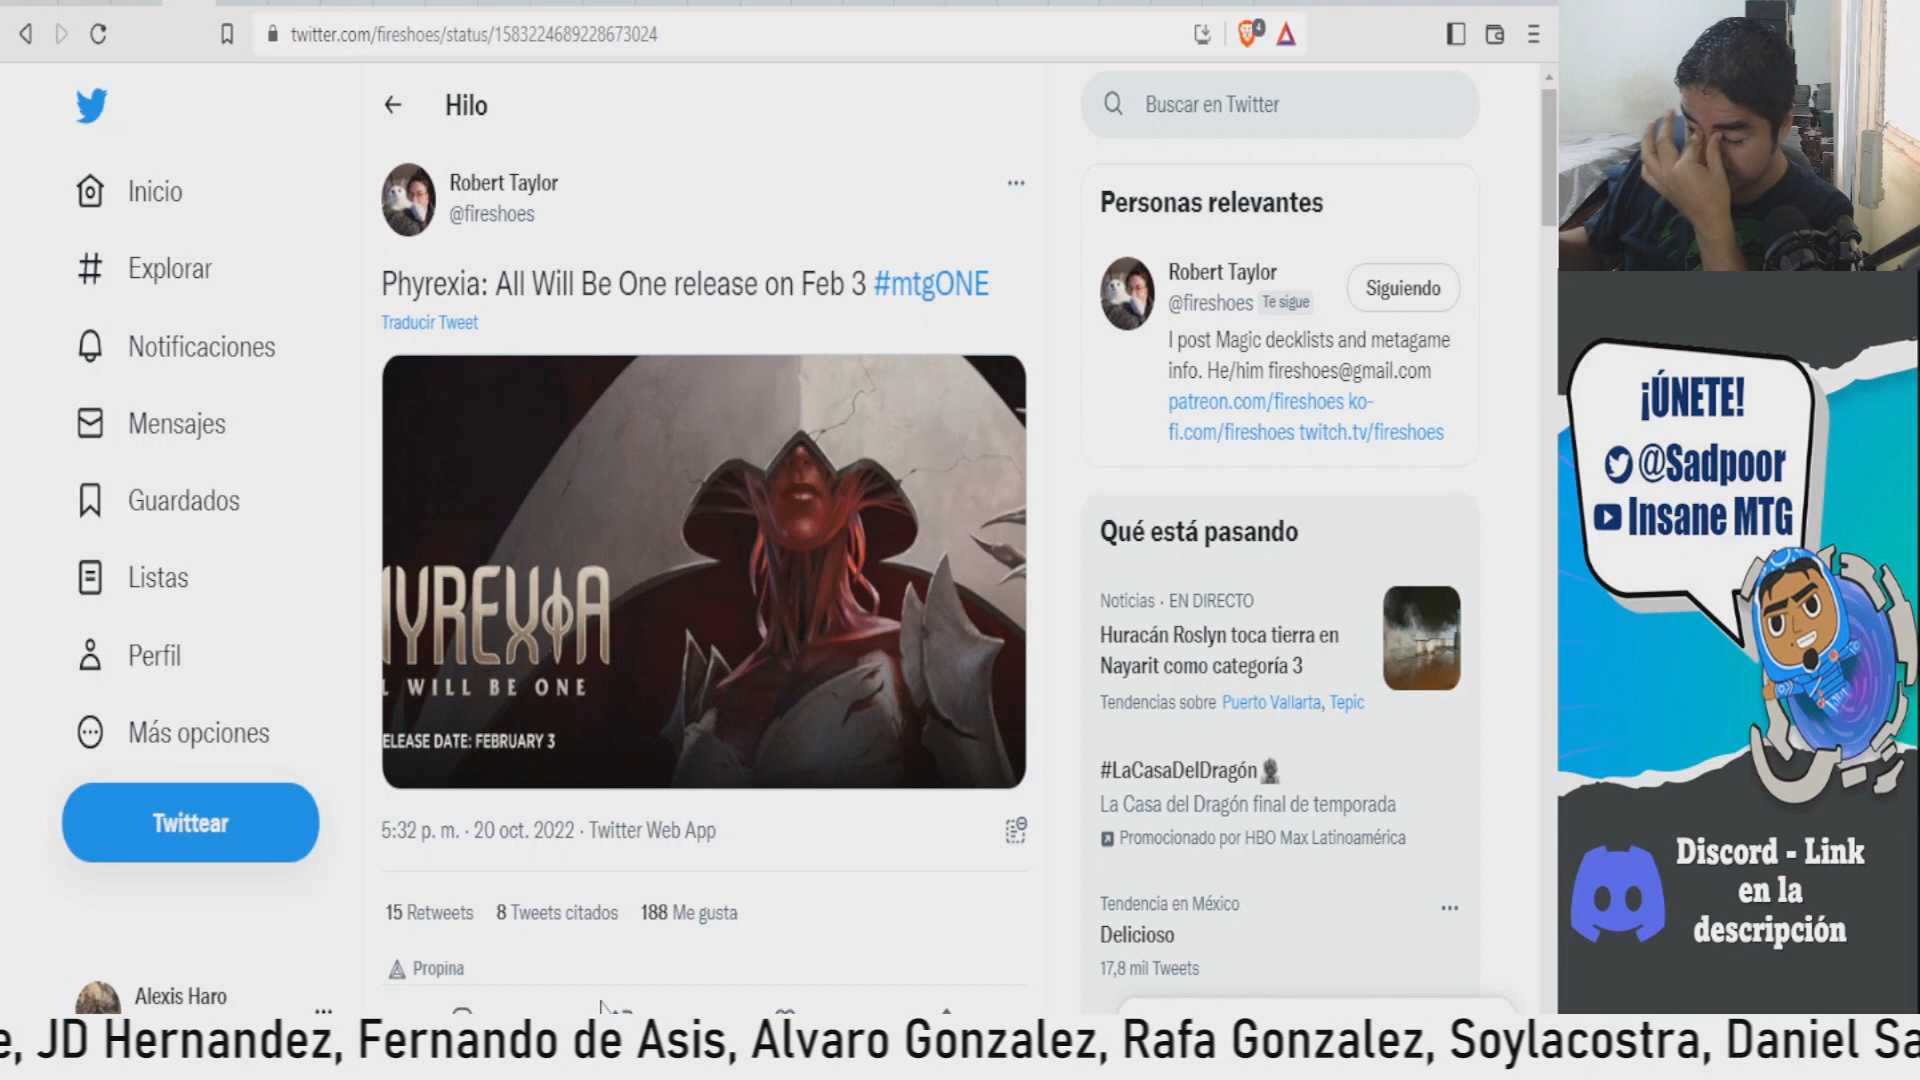 twitter.com/fireshoes/status/1583224689228673024
4
Inicio
Explorar
Notificaciones
Mensajes
Guardados
Listas
Perfil
Más opciones
Twittear
Alexis Haro
Hilo
Robert Taylor
@fireshoes
Phyrexia: All Will Be One release on Feb 3 #mtgONE
Traducir Tweet
HYREXIA
L WILL BE ONE
ELEASE DATE: FEBRUARY 3
5:32 p. m. · 20 oct. 2022 · Twitter Web App
15 Retweets 8 Tweets citados 188 Me gusta
Propina
Buscar en Twitter
Personas relevantes
Robert Taylor
@fireshoes Te sigue
Siguiendo
I post Magic decklists and metagame
info. He/him fireshoes@gmail.com
patreon.com/fireshoes ko-
fi.com/fireshoes twitch.tv/fireshoes
Qué está pasando
Noticias · EN DIRECTO
Huracán Roslyn toca tierra en
Nayarit como categoría 3
Tendencias sobre Puerto Vallarta, Tepic
#LaCasaDelDragón
La Casa del Dragón final de temporada
Promocionado por HBO Max Latinoamérica
Tendencia en México
Delicioso
17,8 mil Tweets
¡ÚNETE!
@Sadpoor
Insane MTG
Discord - Link
en la
descripción
e, JD Hernandez, Fernando de Asis, Alvaro Gonzalez, Rafa Gonzalez, Soylacostra, Daniel Sa